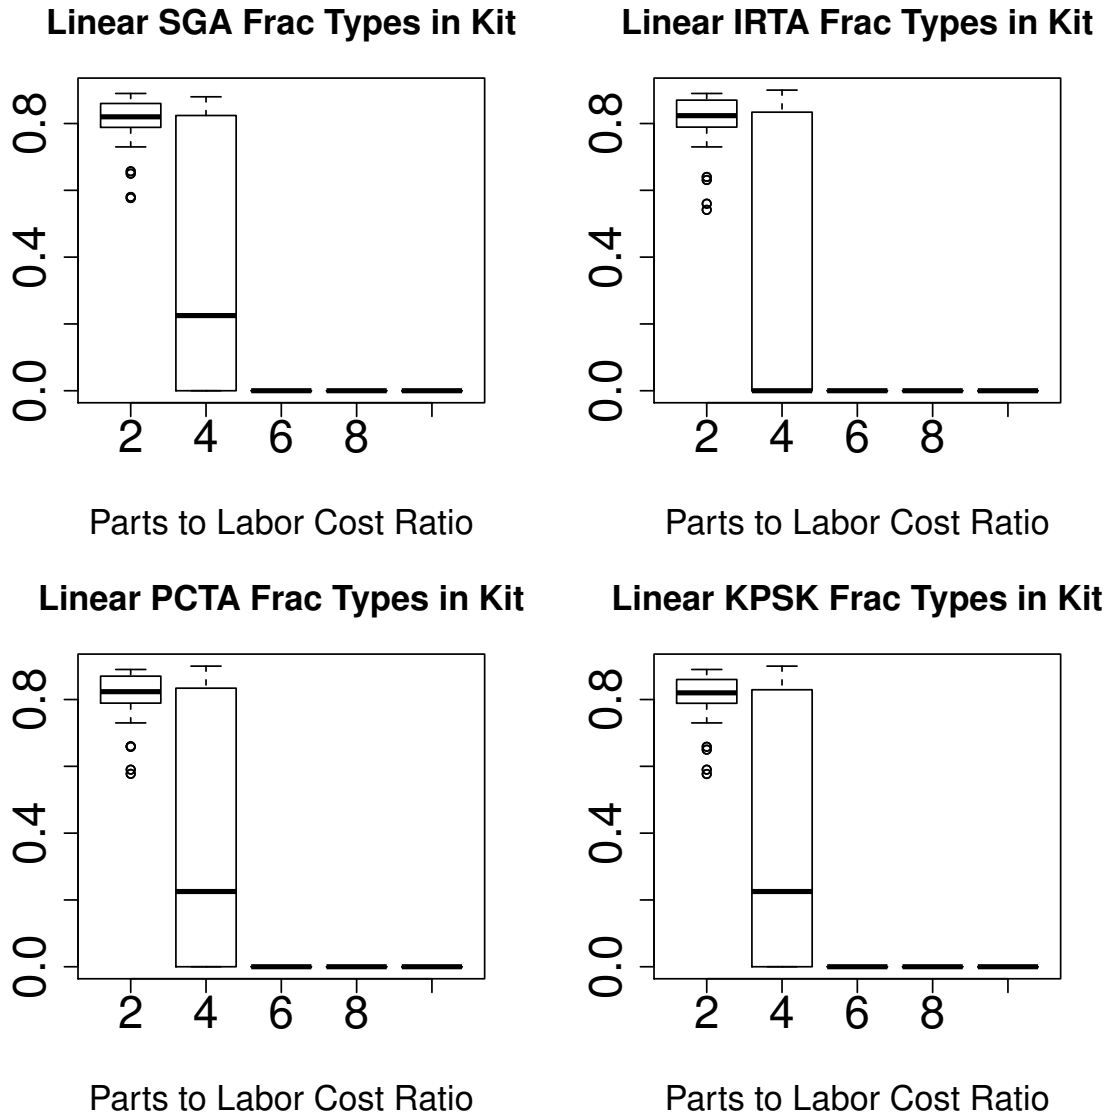 Linear SGA Frac Types in Kit
0.8
0.4
0.0
2 4 6 8
Parts to Labor Cost Ratio
Linear IRTA Frac Types in Kit
0.8
0.4
0.0
2 4 6 8
Parts to Labor Cost Ratio
Linear PCTA Frac Types in Kit
0.8
0.4
0.0
2 4 6 8
Parts to Labor Cost Ratio
Linear KPSK Frac Types in Kit
0.8
0.4
0.0
2 4 6 8
Parts to Labor Cost Ratio